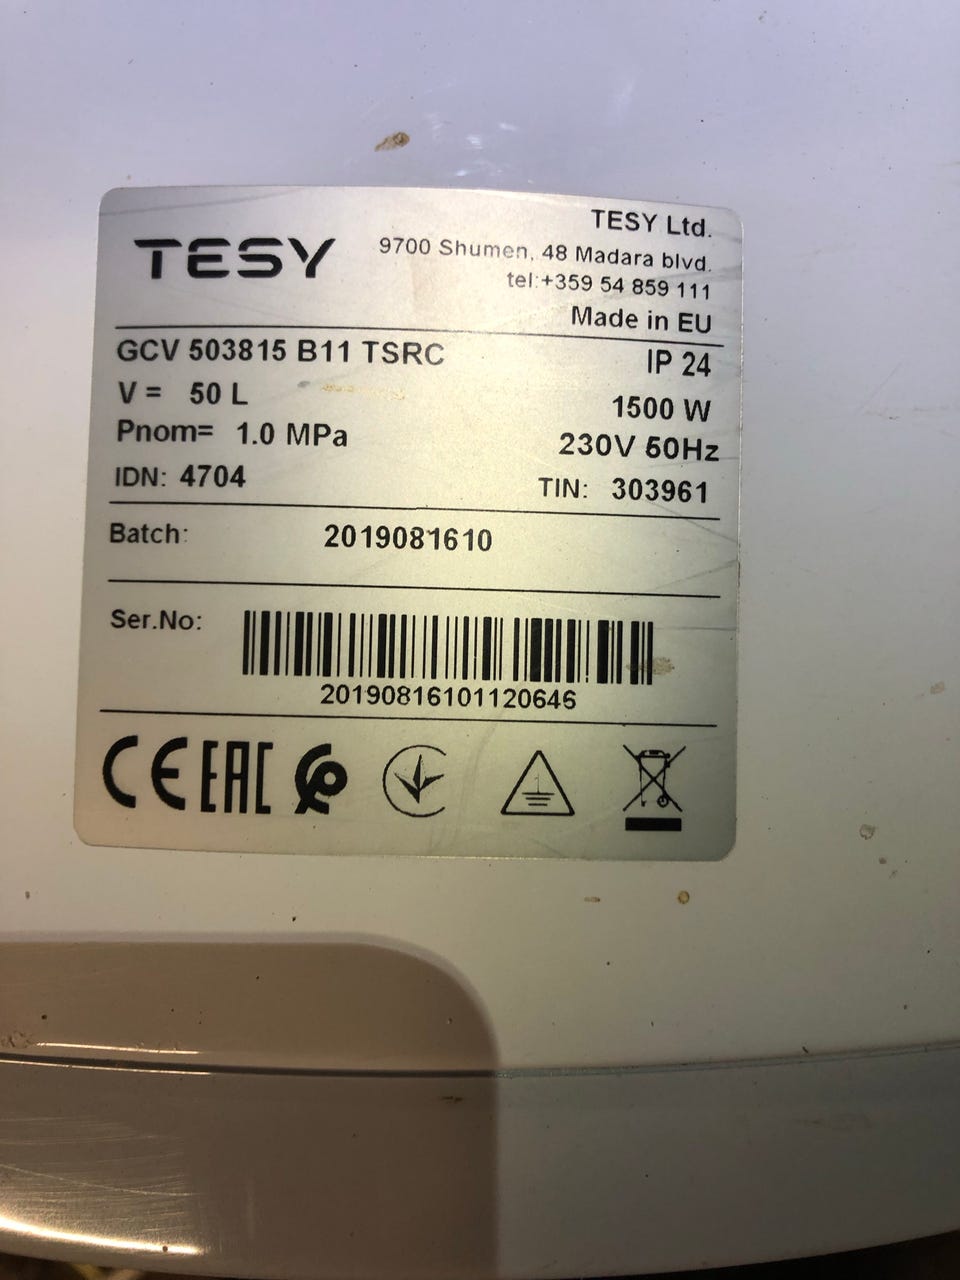 TESY
TESY Ltd.
9700 Shumen, 48 Madara blvd.
tel:+359 54 859 111
Made in EU
GCV 503815 B11 TSRC
IP 24
V = 50 L
1500 W
Pnom= 1.0 MPa
230V 50Hz
IDN: 4704
TIN: 303961
Batch: 2019081610
Ser.No:
20190816101120646
CE EAC